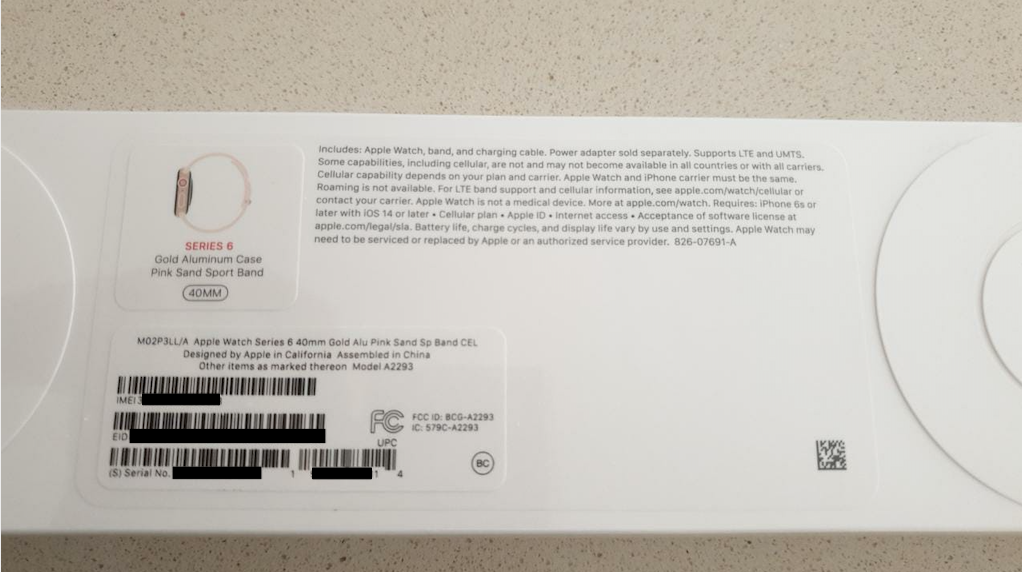 SERIES 6
Gold Aluminum Case
Pink Sand Sport Band
40MM
Includes: Apple Watch, band, and charging cable. Power adapter sold separately. Supports LTE and UMTS.
Some capabilities, including cellular, are not and may not become available in all countries or with all carriers.
Cellular capability depends on your plan and carrier. Apple Watch and iPhone carrier must be the same.
Roaming is not available. For LTE band support and cellular information, see apple.com/watch/cellular or
contact your carrier. Apple Watch is not a medical device. More at apple.com/watch. Requires: iPhone 6s or
later with iOS 14 or later • Cellular plan • Apple ID • Internet access • Acceptance of software license at
apple.com/legal/sla. Battery life, charge cycles, and display life vary by use and settings. Apple Watch may
need to be serviced or replaced by Apple or an authorized service provider. 826-07691-A
M02P3LL/A Apple Watch Series 6 40mm Gold Alu Pink Sand Sp Band CEL
Designed by Apple in California Assembled in China
Other items as marked thereon Model A2293
IMEI 3
FC FCC ID: BCG-A2293
IC: 579C-A2293
EID
UPC
(S) Serial No. 1 1 4
BC